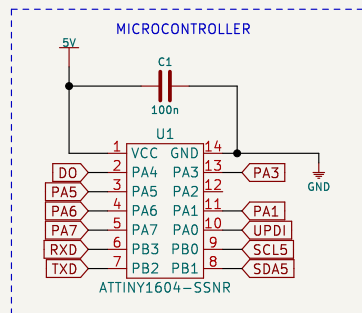 MICROCONTROLLER
5V
C1
100n
U1
1 VCC GND 14
DO 2 PA4 PA3 13 PA3
PA5 3 PA5 PA2 12
PA6 4 PA6 PA1 11 PA1
PA7 5 PA7 PA0 10 UPDI
RXD 6 PB3 PB0 9 SCL5
TXD 7 PB2 PB1 8 SDA5
GND
ATTINY1604-SSNR